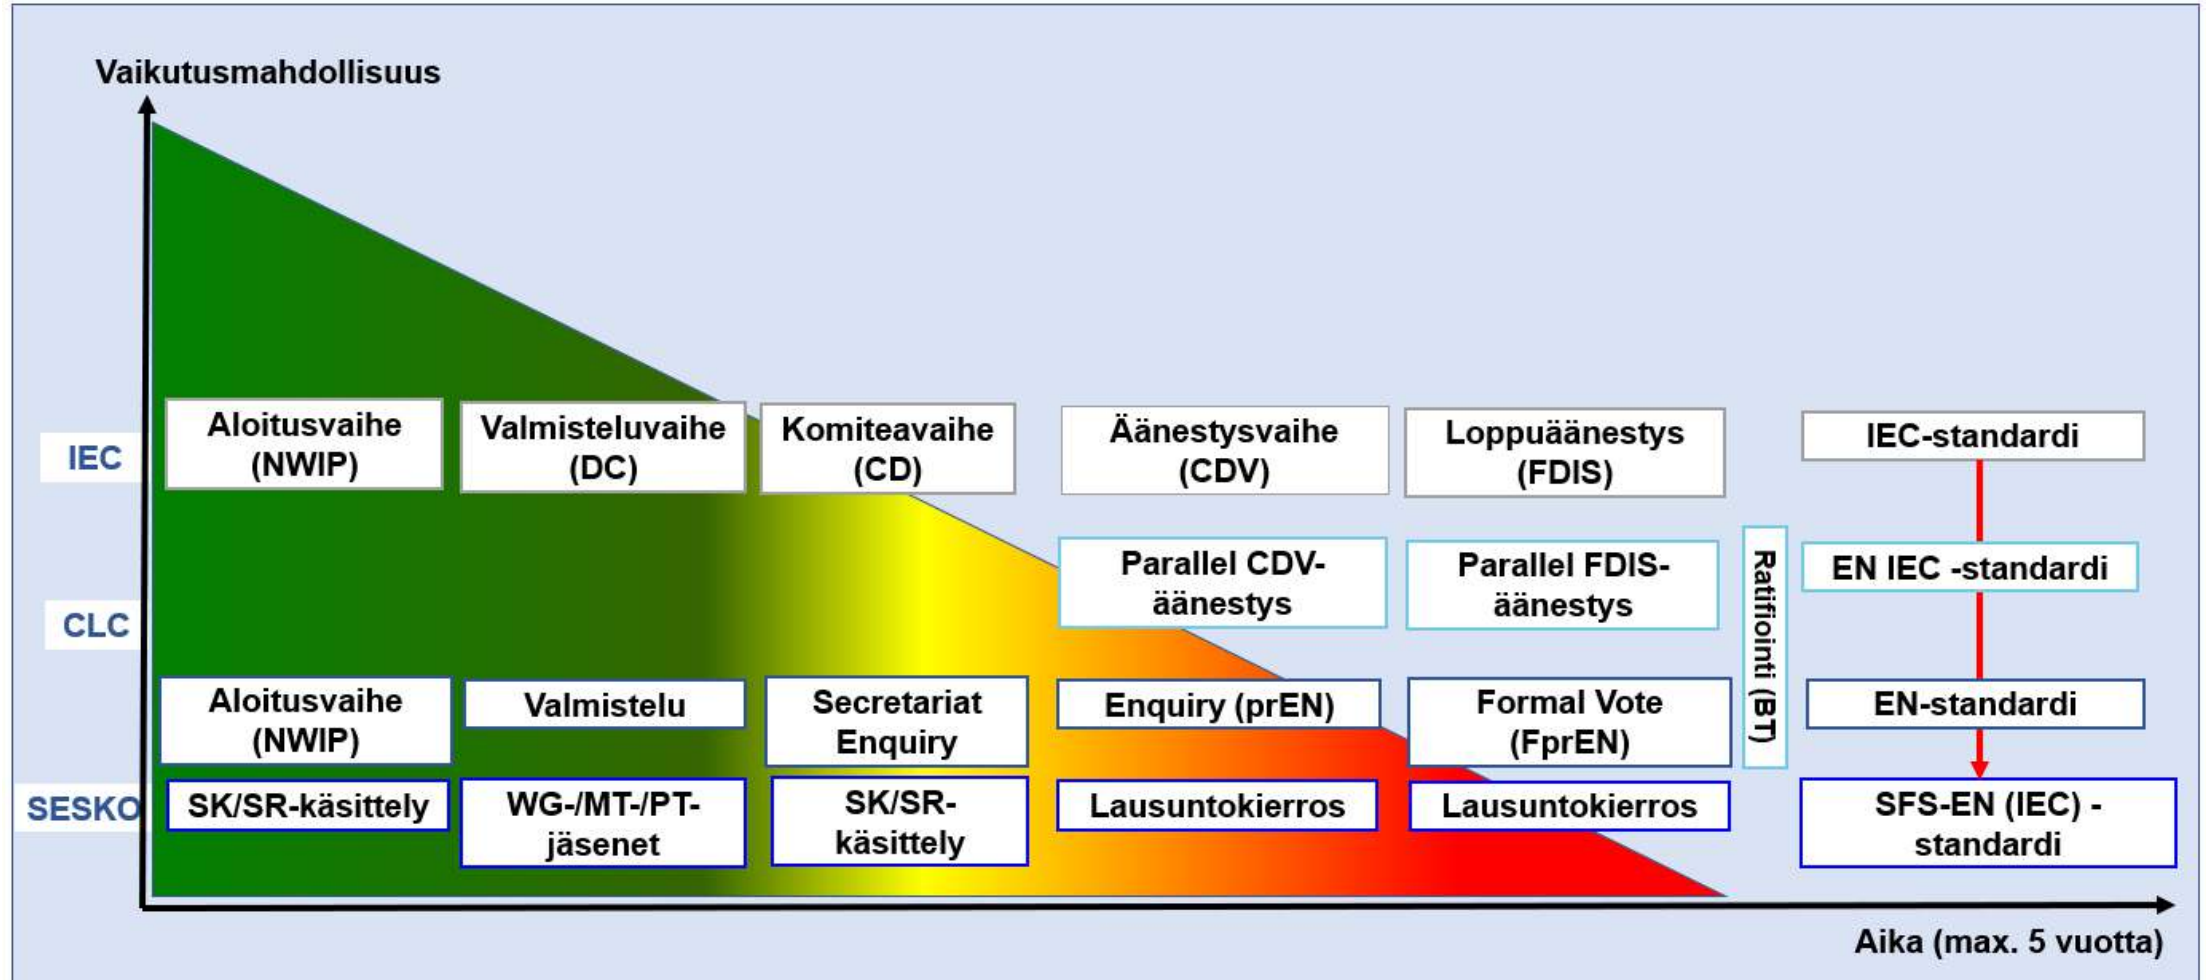 Vaikutusmahdollisuus
IEC
Aloitusvaihe
(NWIP)
Valmisteluvaihe
(DC)
Komiteavaihe
(CD)
Äänestysvaihe
(CDV)
Loppuäänestys
(FDIS)
IEC-standardi
CLC
Parallel CDV-
äänestys
Parallel FDIS-
äänestys
Ratifiointi (BT)
EN IEC -standardi
Aloitusvaihe
(NWIP)
Valmistelu
Secretariat
Enquiry
Enquiry (prEN)
Formal Vote
(FprEN)
EN-standardi
SESKO
SK/SR-käsittely
WG-/MT-/PT-
jäsenet
SK/SR-
käsittely
Lausuntokierros
Lausuntokierros
SFS-EN (IEC) -
standardi
Aika (max. 5 vuotta)